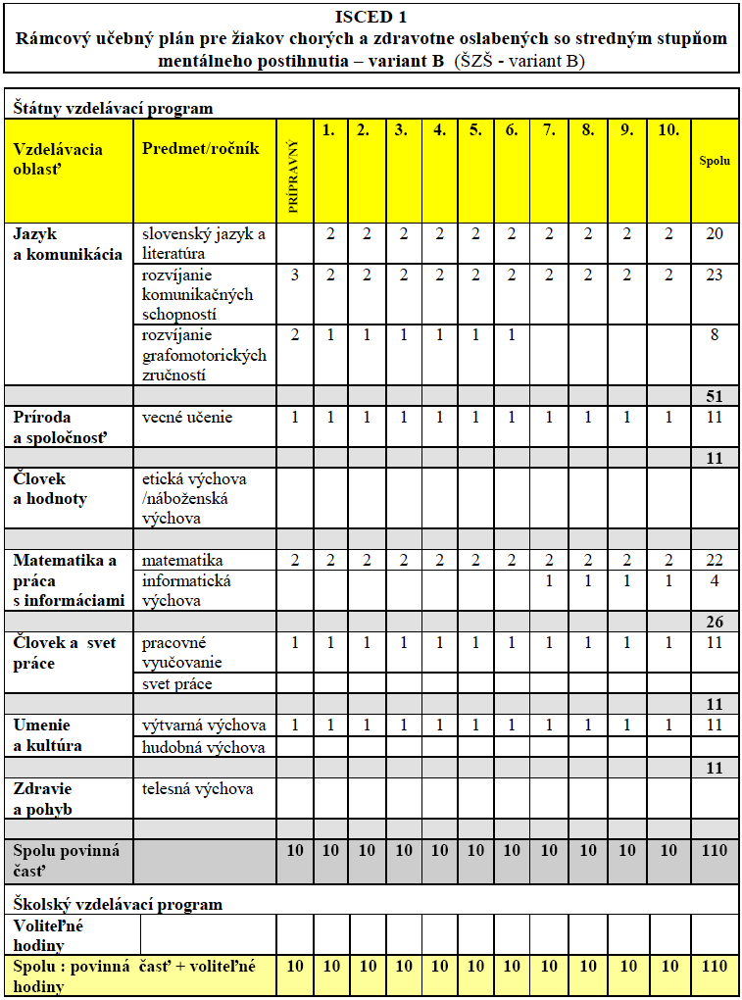 ISCED 1
Rámcový učebný plán pre žiakov chorých a zdravotne oslabených so stredným stupňom
mentálneho postihnutia – variant B (ŠZŠ - variant B)
Štátny vzdelávací program
Vzdelávacia oblasť Predmet/ročník PRÍPRAVNÝ 1. 2. 3. 4. 5. 6. 7. 8. 9. 10. Spolu
Jazyk a komunikácia slovenský jazyk a literatúra 2 2 2 2 2 2 2 2 2 2 20
rozvíjanie komunikačných schopností 3 2 2 2 2 2 2 2 2 2 2 23
rozvíjanie grafomotorických zručností 2 1 1 1 1 1 1 8
51
Príroda a spoločnosť vecné učenie 1 1 1 1 1 1 1 1 1 1 1 11
11
Človek a hodnoty etická výchova /náboženská výchova
Matematika a práca s informáciami matematika 2 2 2 2 2 2 2 2 2 2 2 22
informatická výchova 1 1 1 1 4
26
Človek a svet práce pracovné vyučovanie 1 1 1 1 1 1 1 1 1 1 1 11
svet práce
11
Umenie a kultúra výtvarná výchova 1 1 1 1 1 1 1 1 1 1 1 11
hudobná výchova
11
Zdravie a pohyb telesná výchova
Spolu povinná časť 10 10 10 10 10 10 10 10 10 10 10 110
Školský vzdelávací program
Voliteľné hodiny
Spolu : povinná časť + voliteľné hodiny 10 10 10 10 10 10 10 10 10 10 10 110